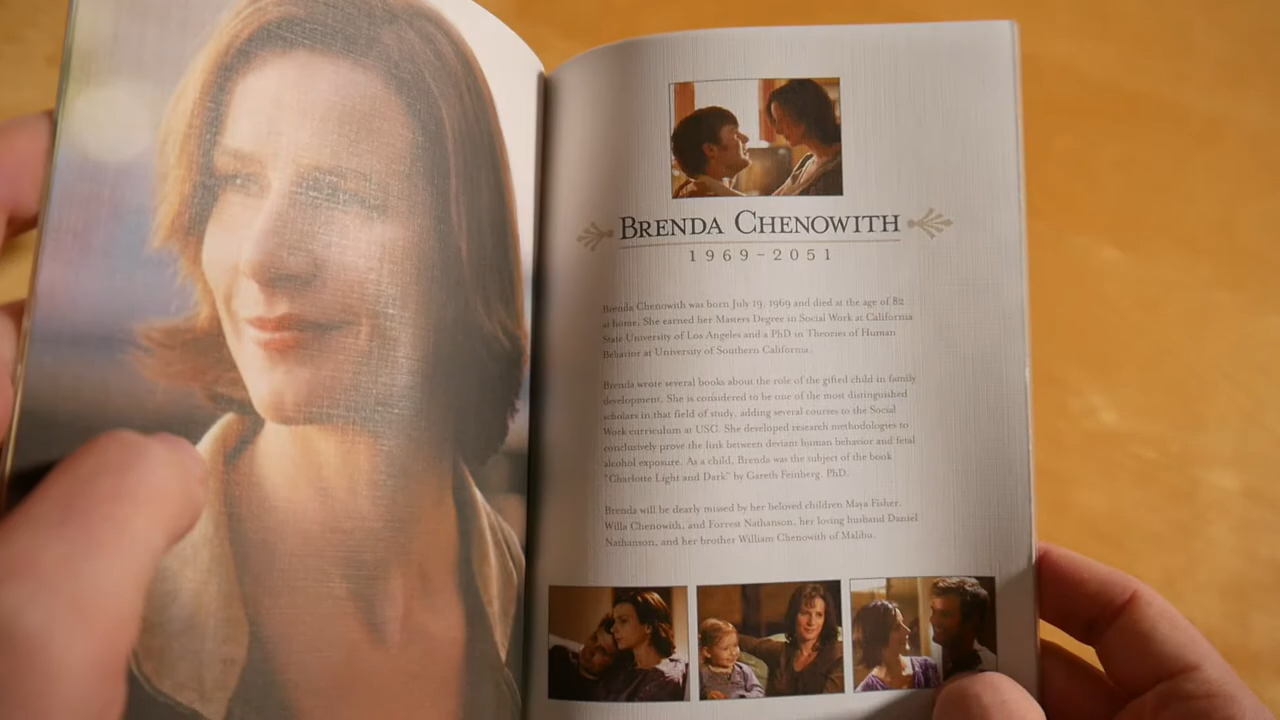 BRENDA CHENOWITH
1969-2051
Brenda Chenowith was born July 19, 1969 and died at the age of 82
at home. She earned her Masters Degree in Social Work at California
State University of Los Angeles and a PhD in Theories of Human
Behavior at University of Southern California.
Brenda wrote several books about the role of the gifted child in family
development. She is considered to be one of the most distinguished
scholars in that field of study, adding several courses to the Social
Work curriculum at USC. She developed research methodologies to
conclusively prove the link between deviant human behavior and fetal
alcohol exposure. As a child, Brenda was the subject of the book
"Charlotte Light and Dark" by Gareth Feinberg, PhD.
Brenda will be dearly missed by her beloved children Maya Fisher,
Willa Chenowith, and Forrest Nathanson, her loving husband Daniel
Nathanson, and her brother William Chenowith of Malibu.